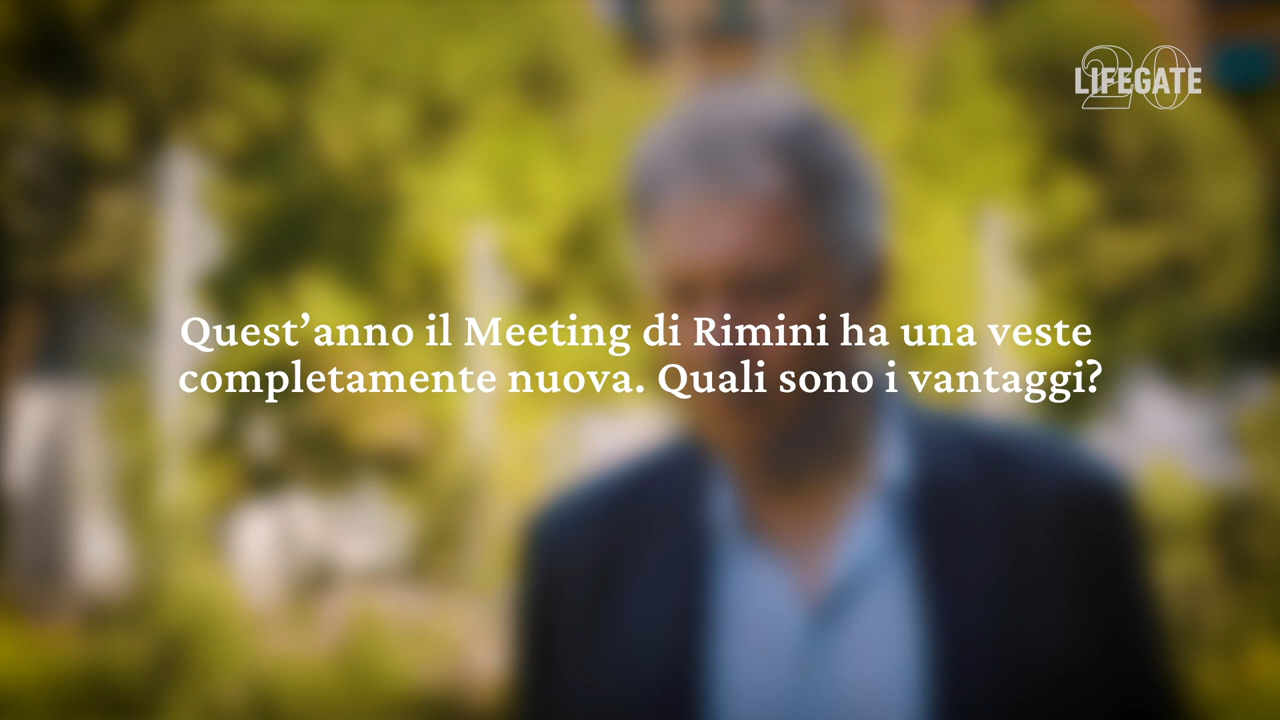 20
LIFEGATE
Quest’anno il Meeting di Rimini ha una veste
completamente nuova. Quali sono i vantaggi?